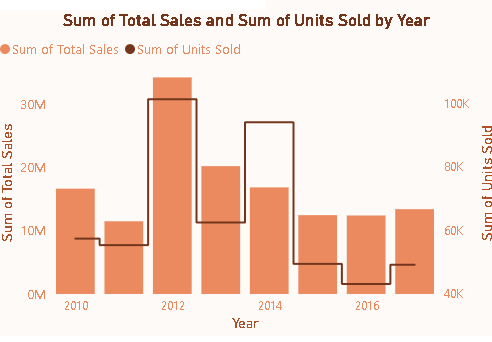 Sum of Total Sales and Sum of Units Sold by Year
Sum of Total Sales Sum of Units Sold
30M
20M
10M
0M
Sum of Total Sales
100K
80K
60K
40K
Sum of Units Sold
2010 2012 2014 2016
Year